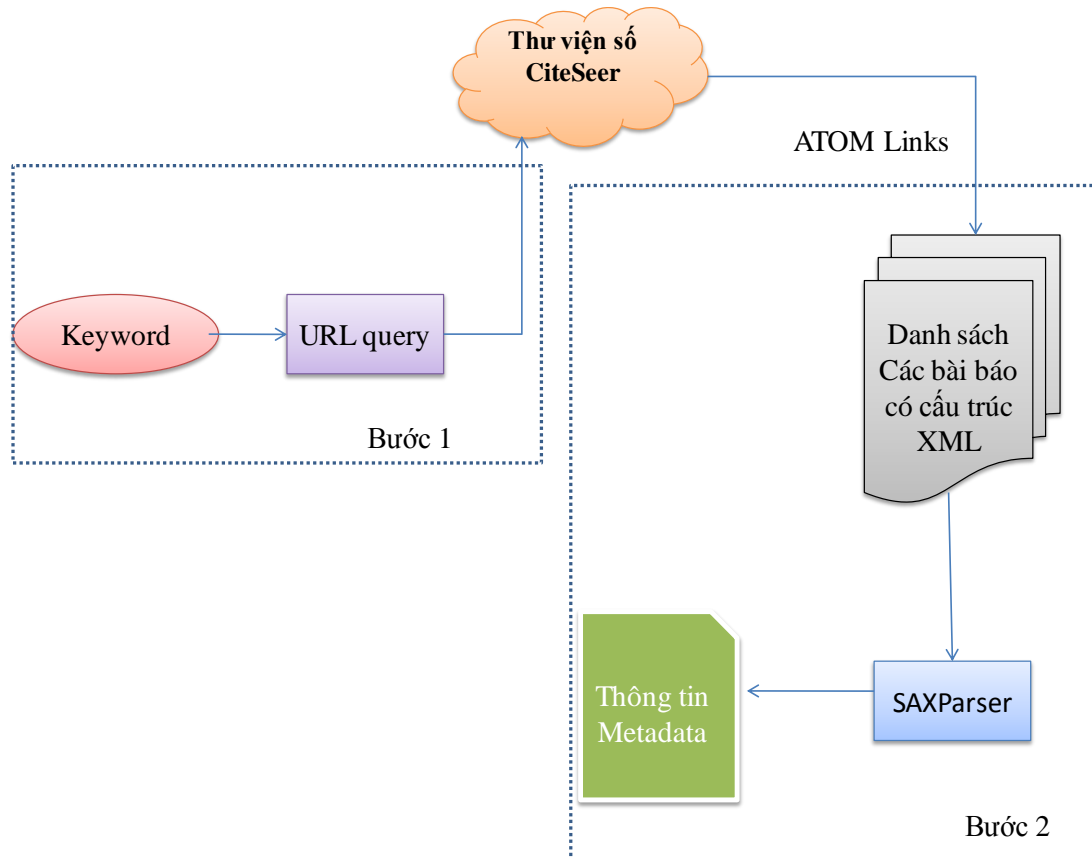 Thư viện số
CiteSeer
ATOM Links
Keyword
URL query
Bước 1
Danh sách
Các bài báo
có cấu trúc
XML
Thông tin
Metadata
SAXParser
Bước 2